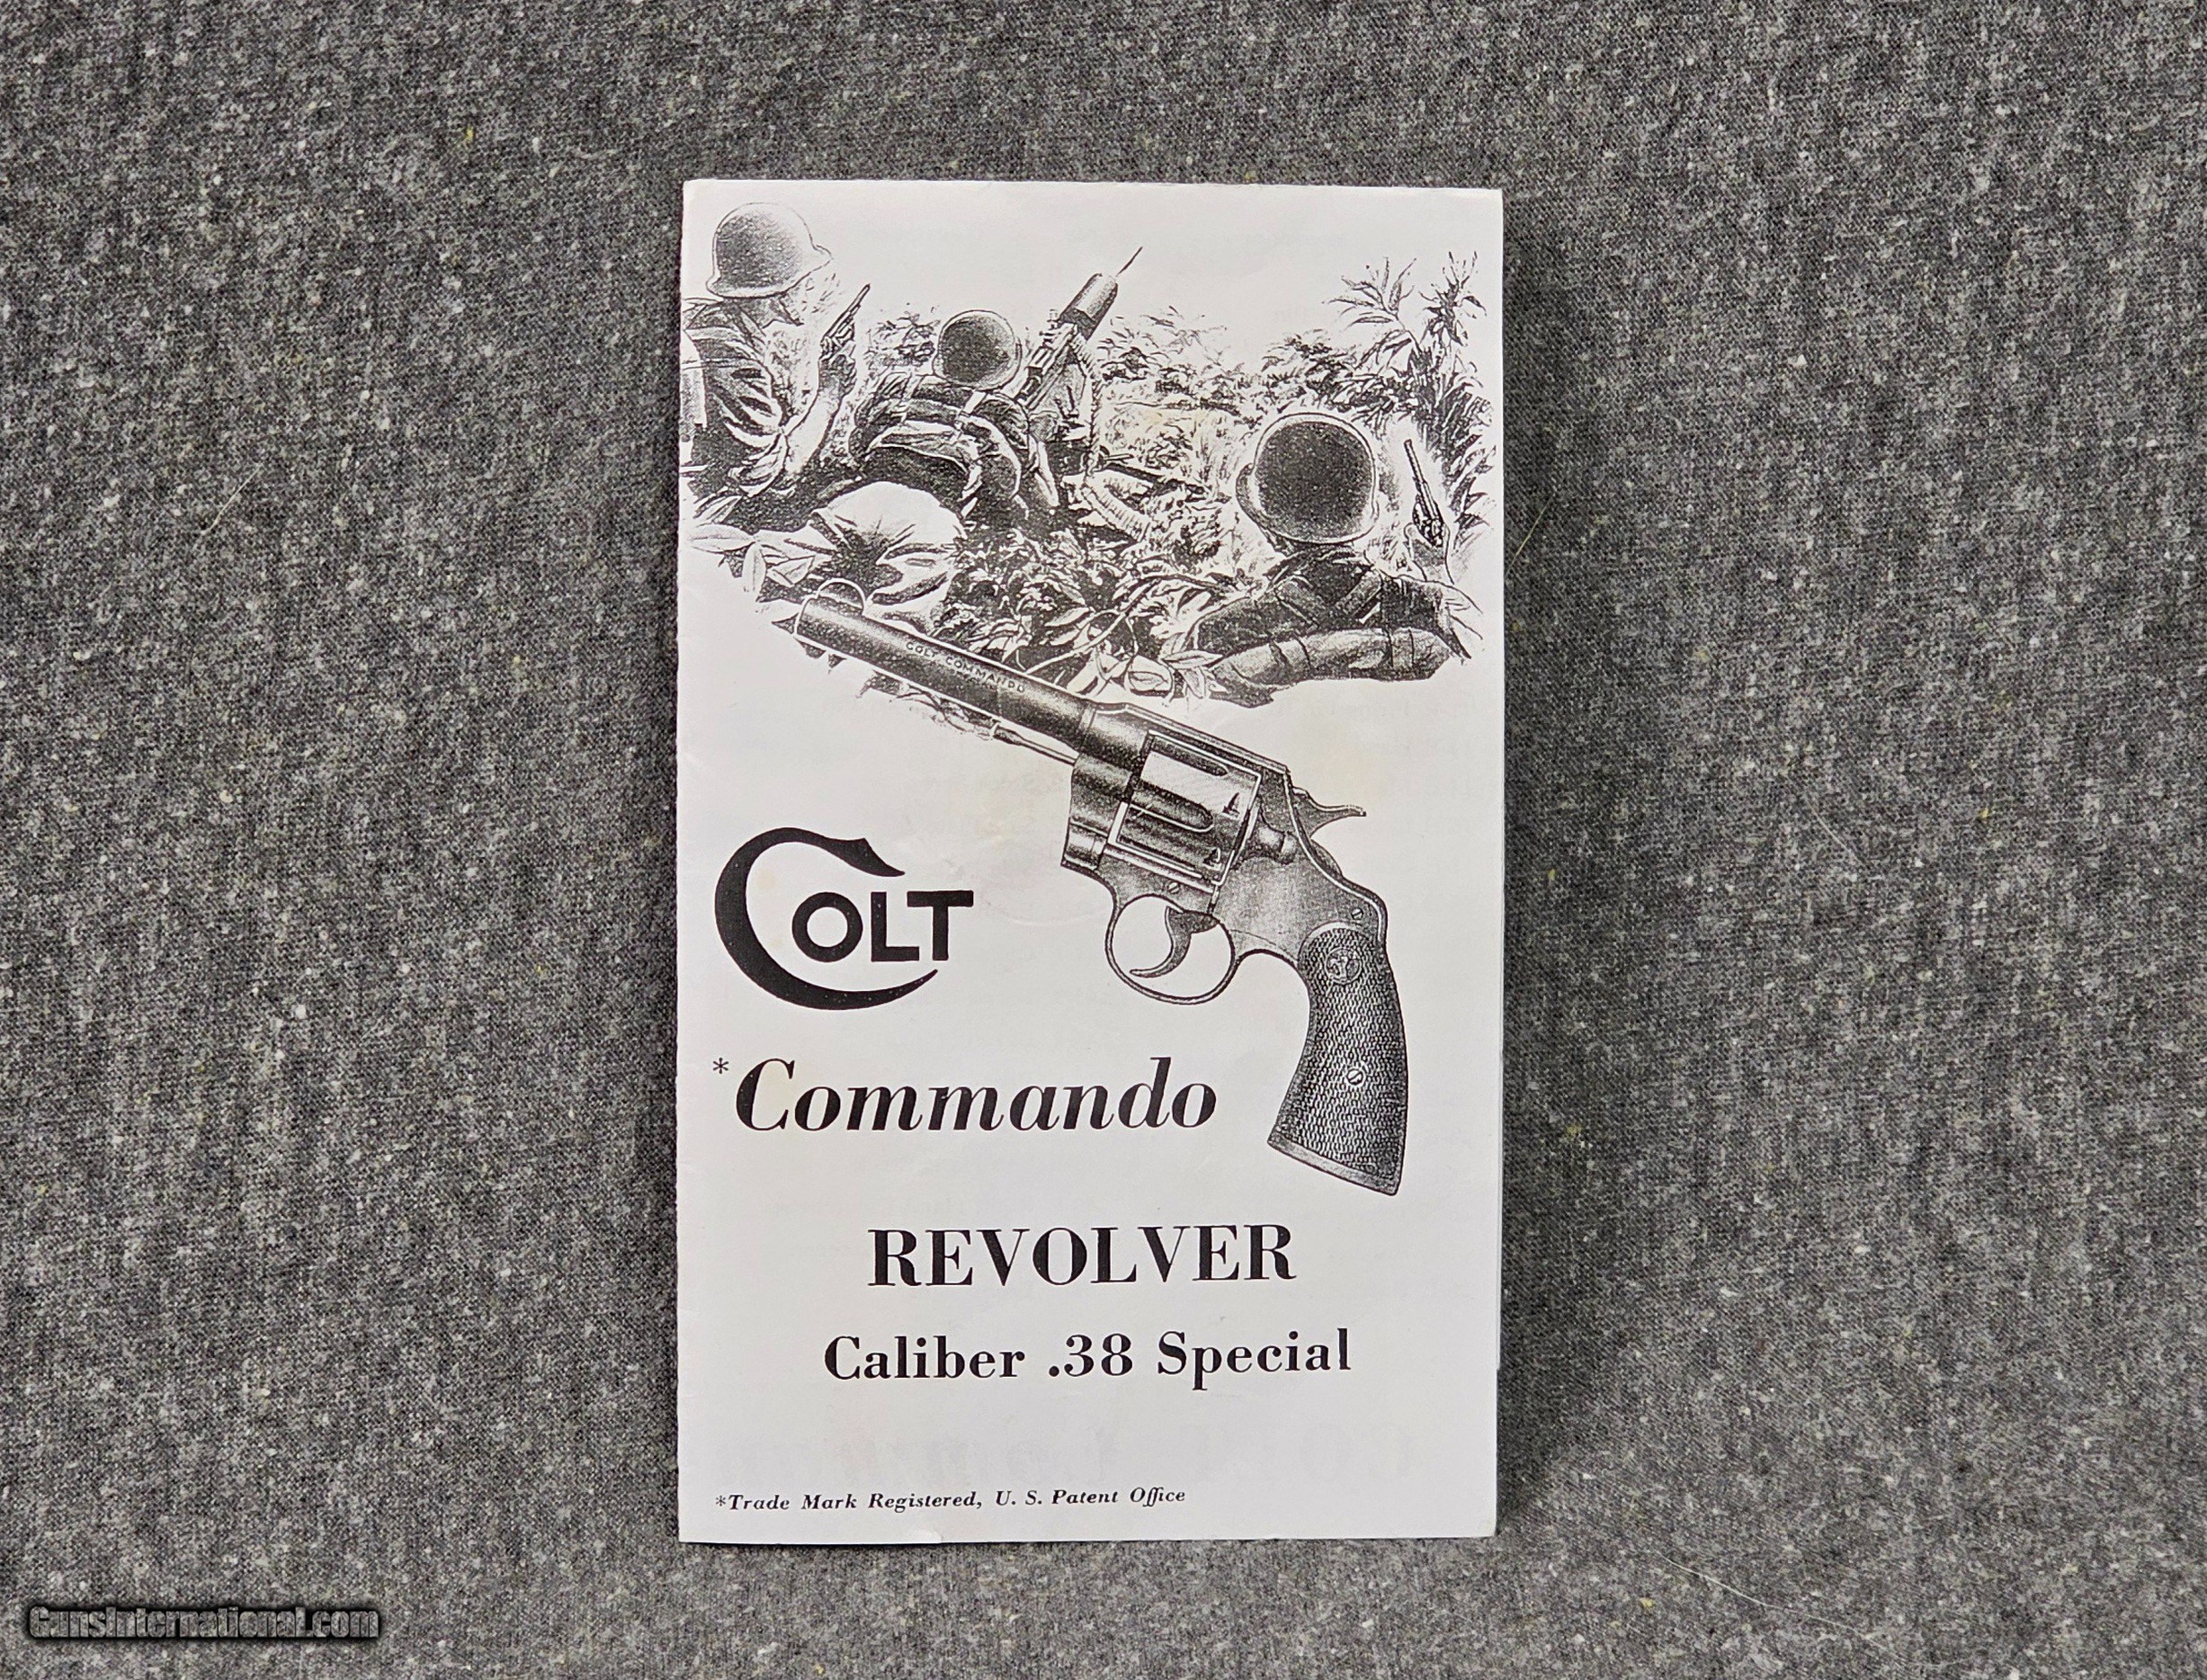 COLT COMMANDO
COLT
*Commando
REVOLVER
Caliber .38 Special
*Trade Mark Registered, U. S. Patent Office
GunsInternational.com